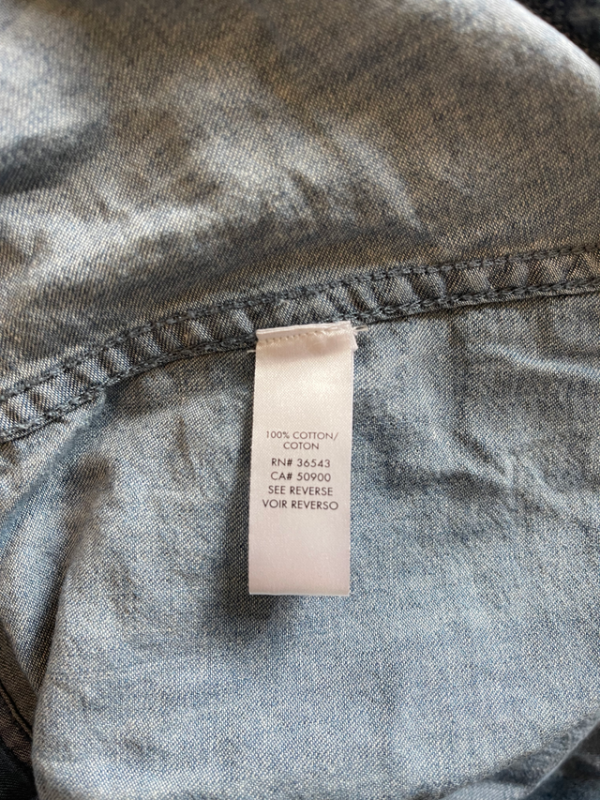 100% COTTON/
COTON
RN# 36543
CA# 50900
SEE REVERSE
VOIR REVERSO